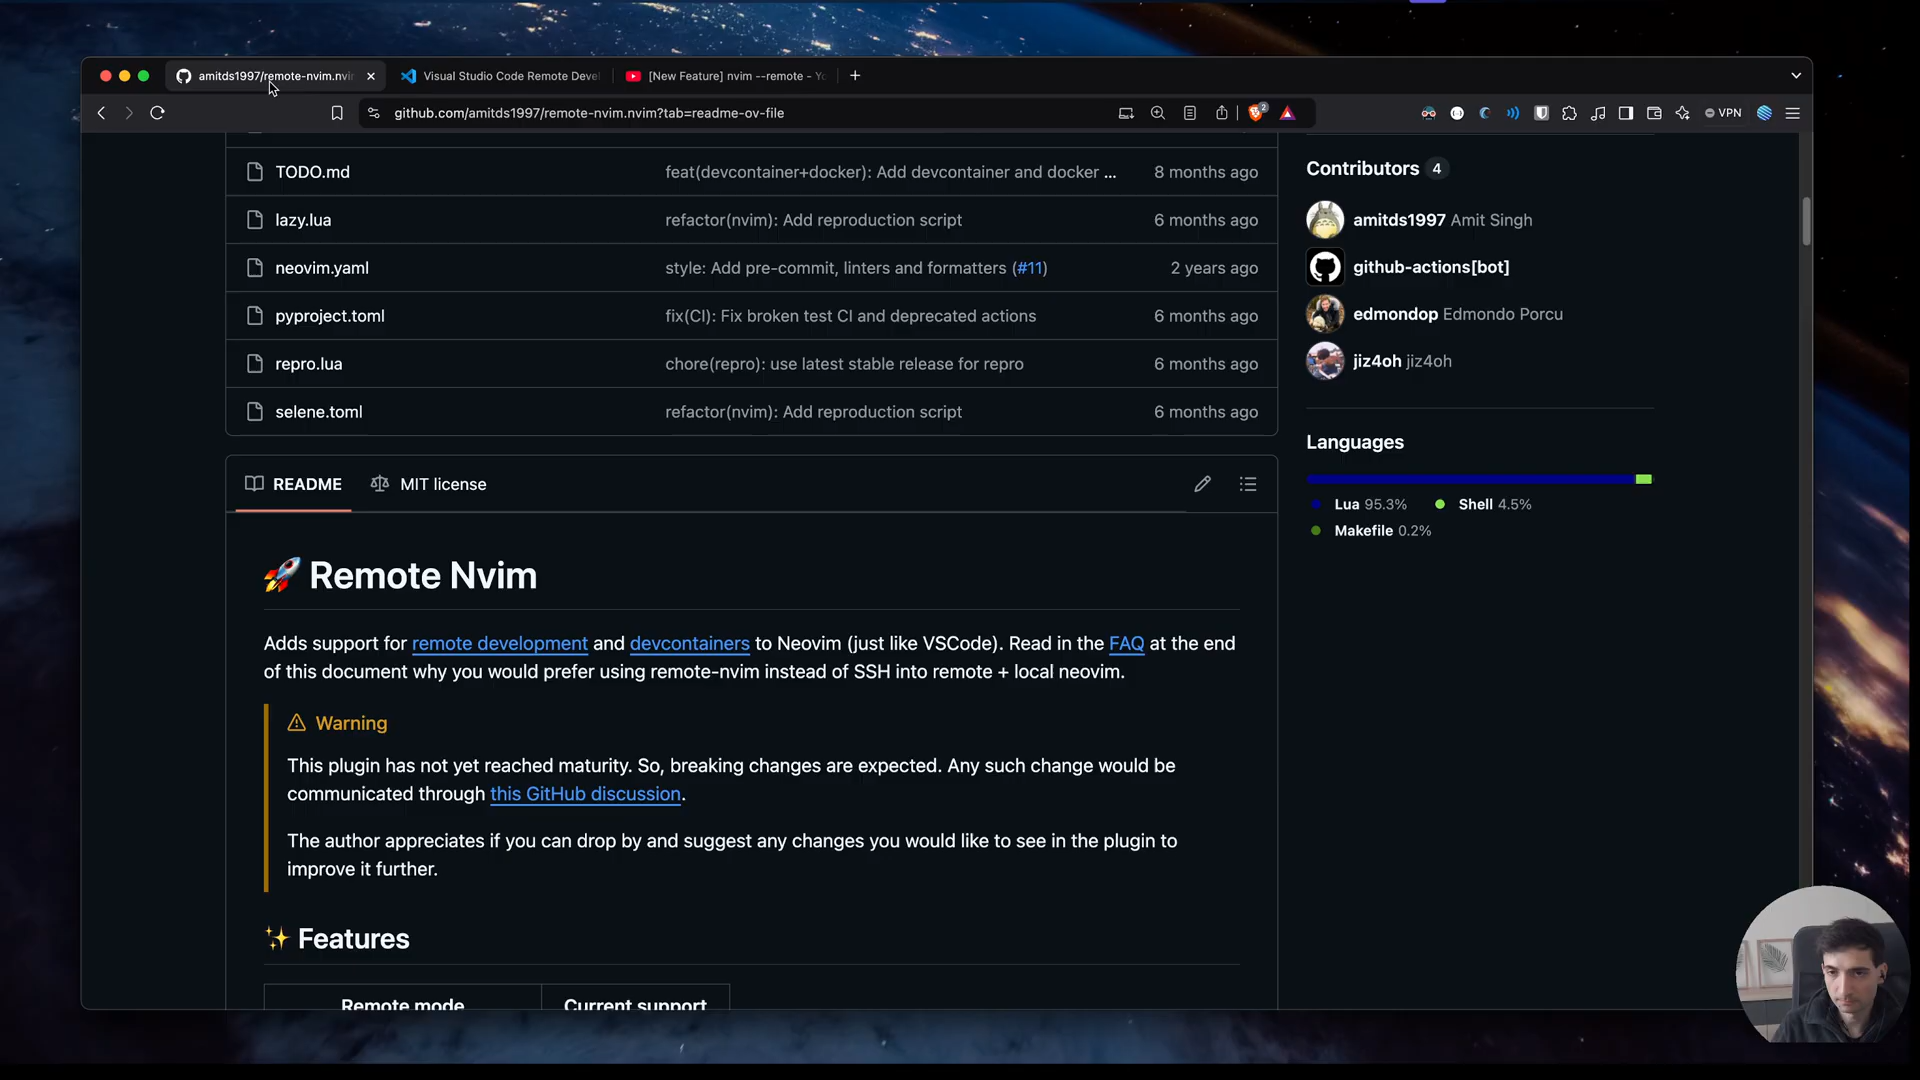 amitds1997/remote-nvim.nvim
Visual Studio Code Remote Devel
[New Feature] nvim --remote - Yo
github.com/amitds1997/remote-nvim.nvim?tab=readme-ov-file
2
VPN
TODO.md feat(devcontainer+docker): Add devcontainer and docker ... 8 months ago
lazy.lua refactor(nvim): Add reproduction script 6 months ago
neovim.yaml style: Add pre-commit, linters and formatters (#11) 2 years ago
pyproject.toml fix(CI): Fix broken test CI and deprecated actions 6 months ago
repro.lua chore(repro): use latest stable release for repro 6 months ago
selene.toml refactor(nvim): Add reproduction script 6 months ago
README MIT license
🚀 Remote Nvim
Adds support for remote development and devcontainers to Neovim (just like VSCode). Read in the FAQ at the end
of this document why you would prefer using remote-nvim instead of SSH into remote + local neovim.
Warning
This plugin has not yet reached maturity. So, breaking changes are expected. Any such change would be
communicated through this GitHub discussion.
The author appreciates if you can drop by and suggest any changes you would like to see in the plugin to
improve it further.
✨ Features
Remote mode Current support
Contributors 4
amitds1997 Amit Singh
github-actions[bot]
edmondop Edmondo Porcu
jiz4oh jiz4oh
Languages
Lua 95.3% Shell 4.5%
Makefile 0.2%